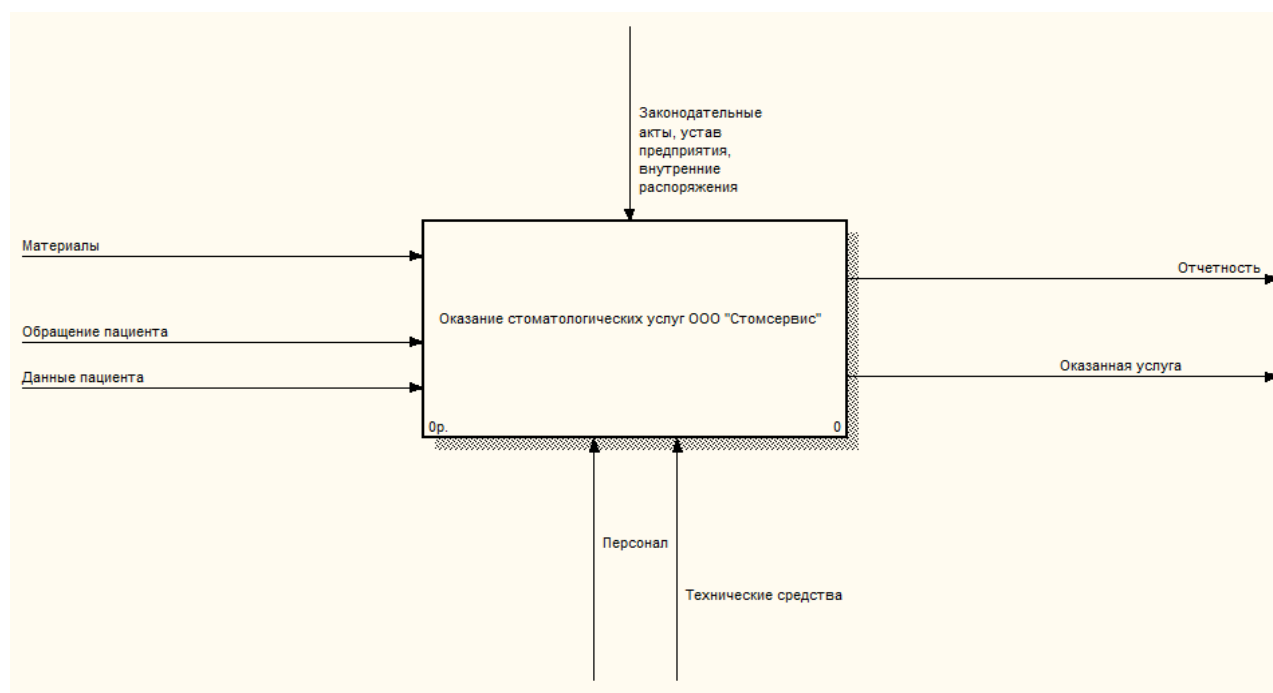 Законодательные
акты, устав
предприятия,
внутренние
распоряжения
Материалы
Отчетность
Оказание стоматологических услуг ООО "Стомсервис"
Обращение пациента
Оказанная услуга
Данные пациента
0р.
0
Персонал
Технические средства